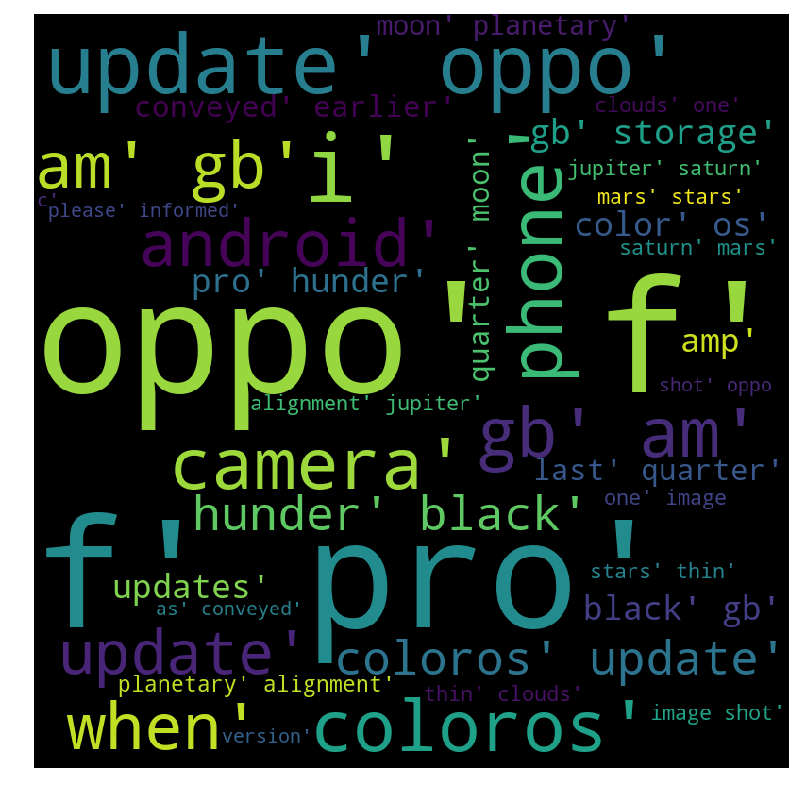 moon' planetary'
update' oppo'
conveyed' earlier'
clouds' one'
gb' storage'
am' gb'
i'
phone'
quarter' moon'
jupiter' saturn'
mars' stars'
c'
please' informed'
color' os'
android'
saturn' mars'
pro' hunder'
oppo'
f'
amp'
shot' oppo
alignment' jupiter'
gb' am'
camera'
last' quarter'
one' image
hunder' black'
f' pro'
stars' thin'
updates'
as' conveyed'
black' gb'
update'
coloros' update'
planetary' alignment'
thin' clouds'
when'
version'
coloros'
image shot'